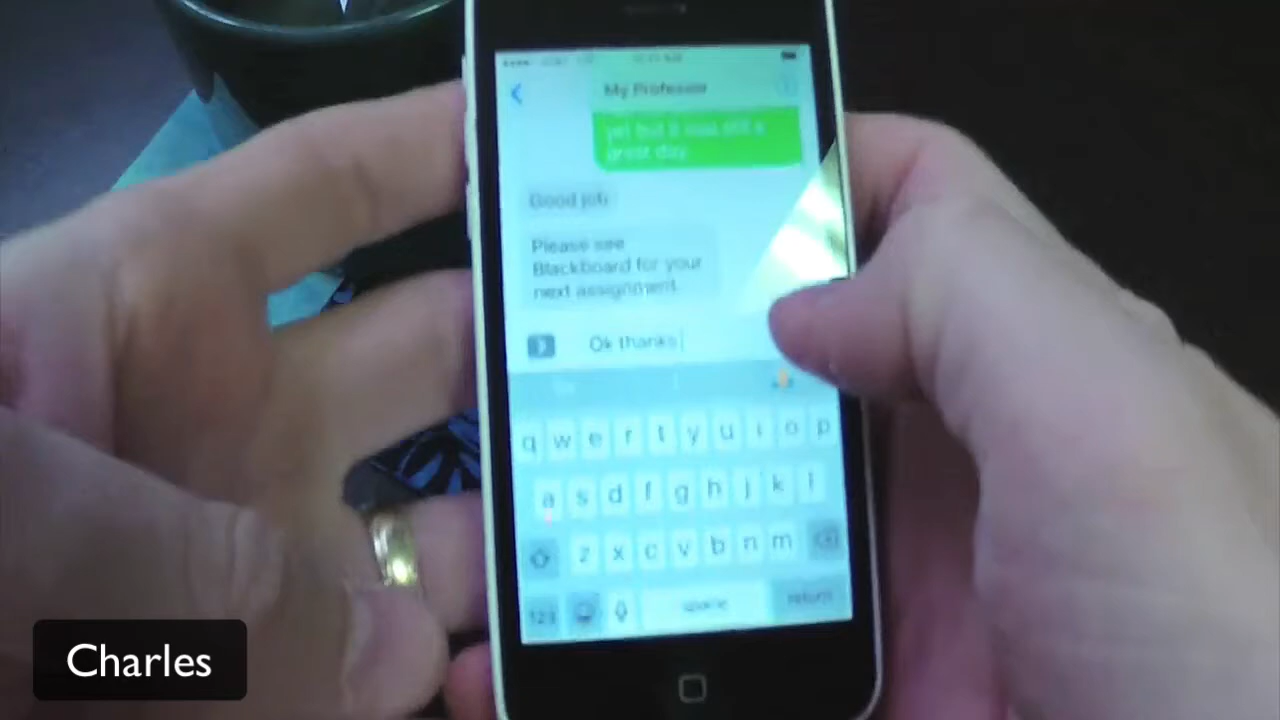 My Professor
yet but it was still a
great day
Good job
Please see
Blackboard for your
next assignment.
Ok thanks
q w e r t y u i o p
a s d f g h j k l
z x c v b n m
123 space return
Charles